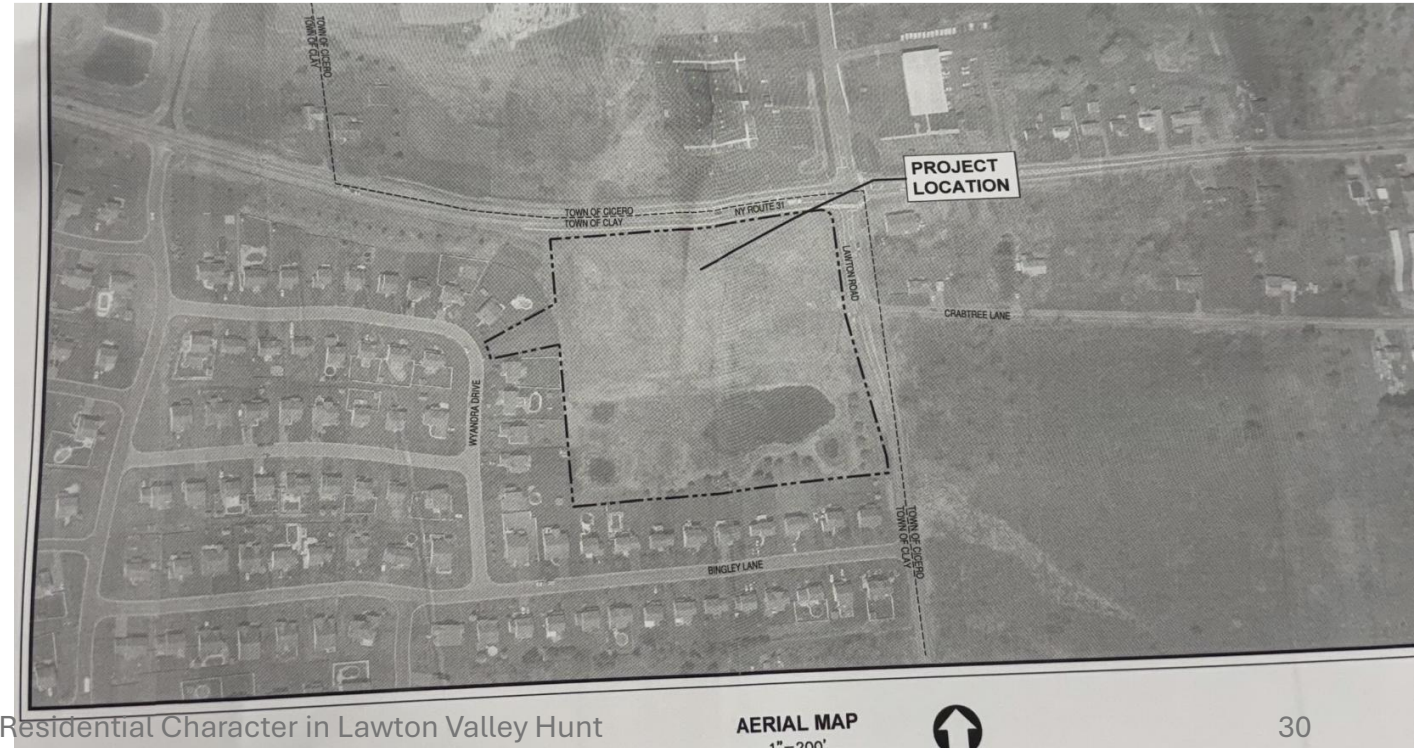 TOWN OF CICERO
TOWN OF CLAY
PROJECT
LOCATION
TOWN OF CICERO
TOWN OF CLAY
NY ROUTE 31
LAWTON ROAD
CRABTREE LANE
WYANDRA DRIVE
TOWN OF CICERO
TOWN OF CLAY
BINGLEY LANE
Residential Character in Lawton Valley Hunt
AERIAL MAP
30
1"=200'